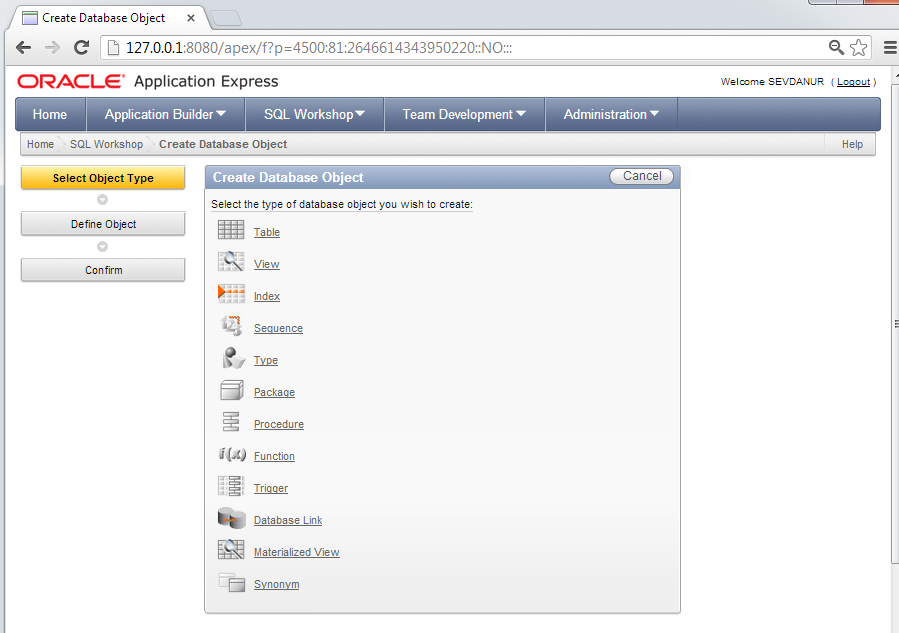 Create Database Object
127.0.0.1:8080/apex/f?p=4500:81:2646614343950220::NO:::
ORACLE Application Express
Welcome SEVDANUR ( Logout )
Home Application Builder SQL Workshop Team Development Administration
Home SQL Workshop Create Database Object Help
Select Object Type
Define Object
Confirm
Create Database Object Cancel
Select the type of database object you wish to create:
Table
View
Index
Sequence
Type
Package
Procedure
f(x) Function
Trigger
Database Link
Materialized View
Synonym